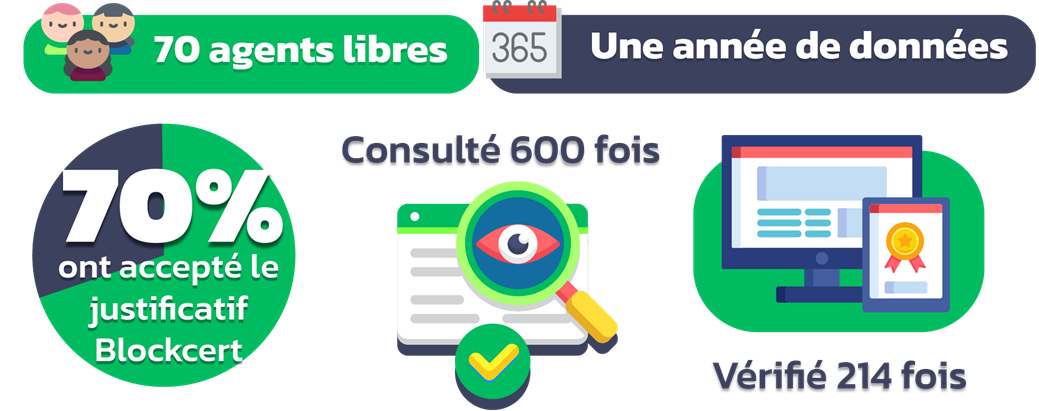 70 agents libres
365
Une année de données
70%
ont accepté le
justificatif
Blockcert
Consulté 600 fois
Vérifié 214 fois